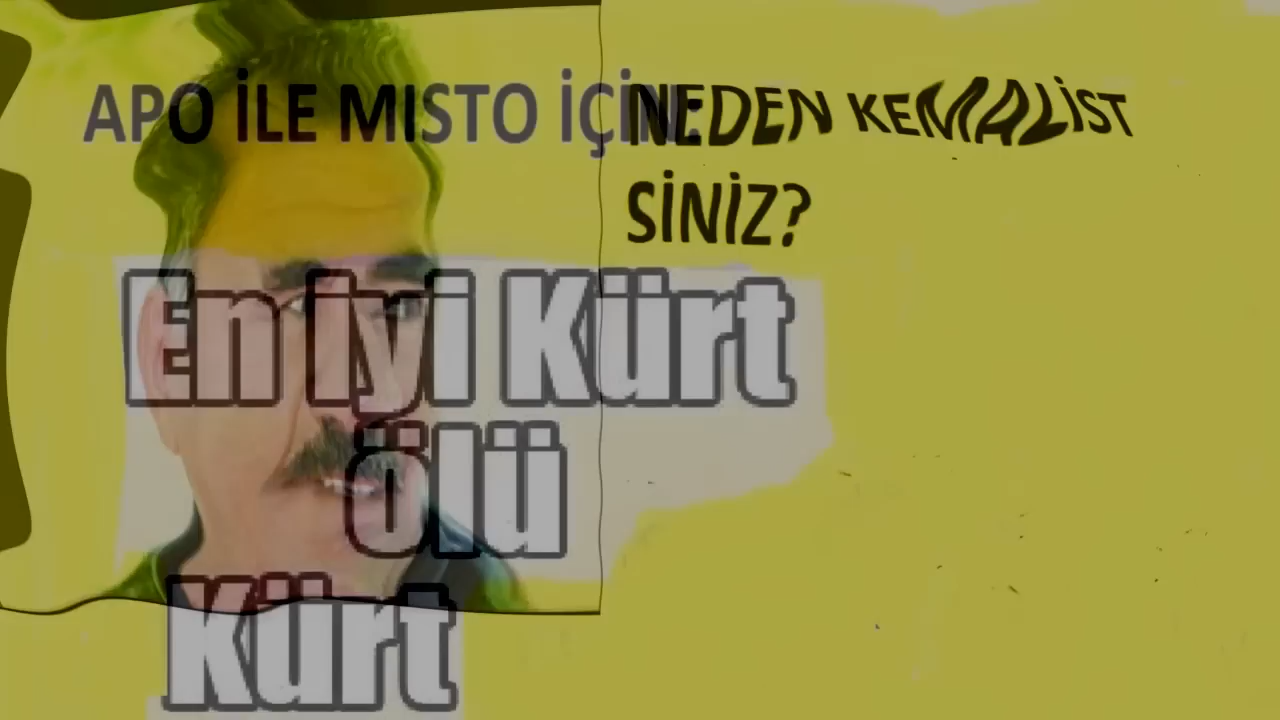 APO İLE MISTO İÇİN:
NEDEN KEMALİST
SİNİZ?
En iyi Kürt
ölü
Kürt